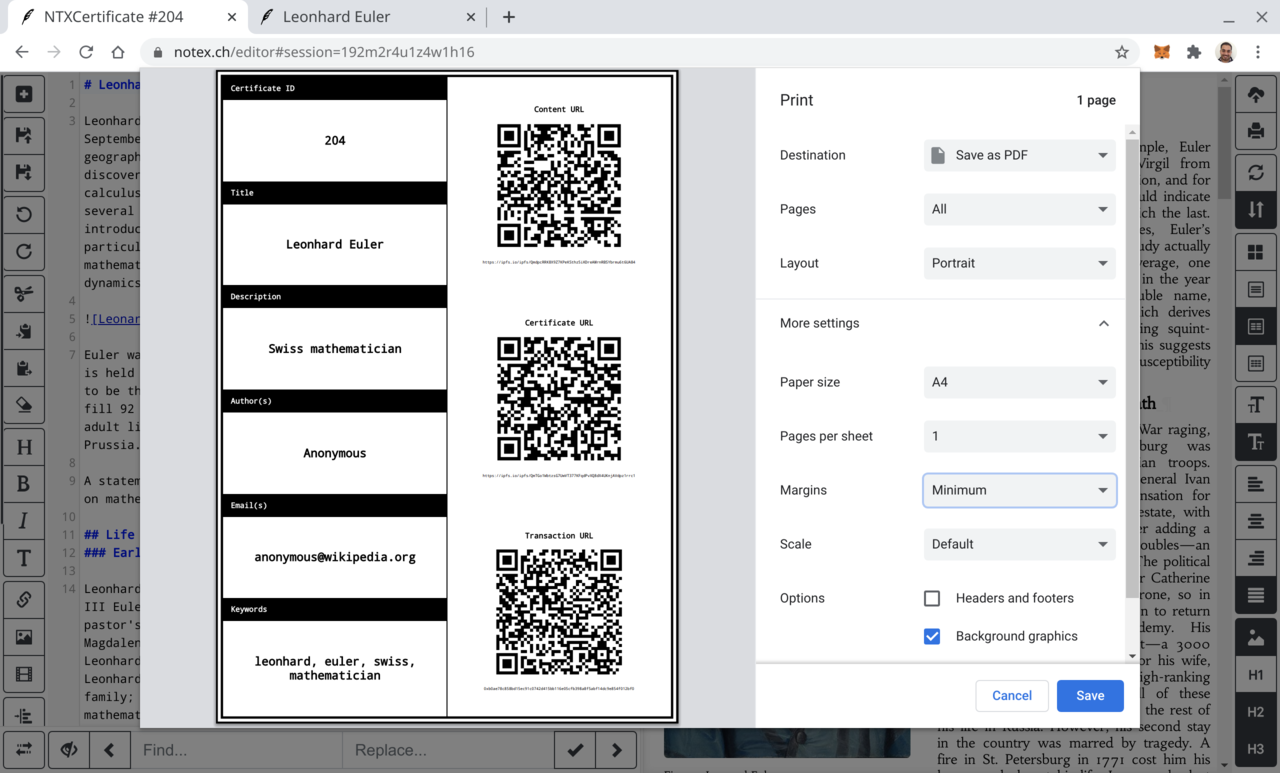 NTXCertificate #204
Leonhard Euler
notex.ch/editor#session=192m2r4u1z4w1h16
1 # Leonha
2
3 Leonhard
Septembe
geograph
discover
calculus
several
introduc
particul
mathemat
dynamics
4
5 ![Leonar
6
7 Euler wa
is held
to be th
fill 92
adult li
Prussia.
8
9 A statem
on mathe
10
11 ## Life
12 ### Earl
13
14 Leonhard
III Eule
pastor's
Magdalen
Leonhard
Leonhard
family;
mathemat
Certificate ID
204
Title
Leonhard Euler
Description
Swiss mathematician
Author(s)
Anonymous
Email(s)
anonymous@wikipedia.org
Keywords
leonhard, euler, swiss,
mathematician
Content URL
Certificate URL
Transaction URL
Print
1 page
Destination
Save as PDF
Pages
All
Layout
Portrait
More settings
Paper size
A4
Pages per sheet
1
Margins
Minimum
Scale
Default
Options
Headers and footers
Background graphics
Cancel
Save
mple, Euler
Virgil from
on, and for
uld indicate
ch the last.
es, Euler's
dy actually
verage, one
in the year
uble name,
ich derives
ing squint-
his suggests
usceptibility
th
War raging,
burg was
an troops.
eneral Ivan
nsation for
estate, with
er adding a
oubles—an
The political
r Catherine
rone, so in
n to return
demy. His
t—a 3000
or his wife,
igh-ranking
l of these
the rest of
his life in Russia. However, his second stay
in the country was marred by tragedy. A
fire in St. Petersburg in 1771 cost him his
H
B
I
T
T
Tт
H1
H2
H3
Find...
Replace...